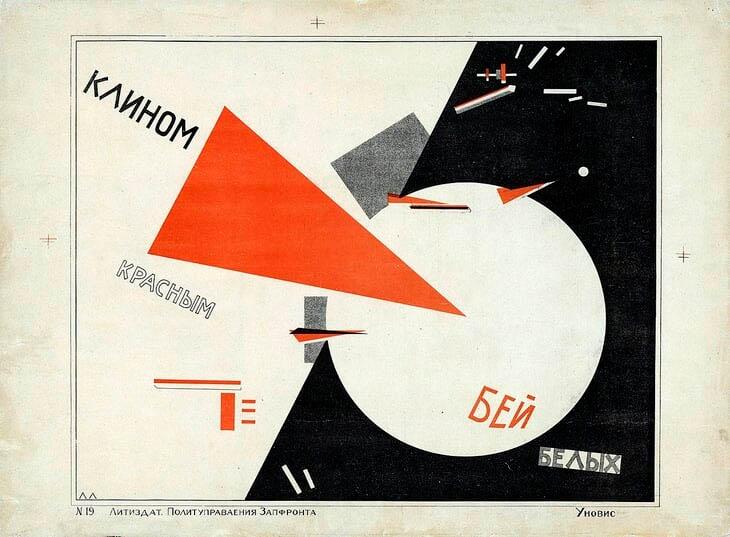 КЛИНОМ
КРАСНЫМ
БЕЙ
БЕЛЫХ
ЛЛ
N 19 ЛИТИЗДАТ. ПОЛИТУПРАВЛЕНИЯ ЗАПФРОНТА
УНОВИС